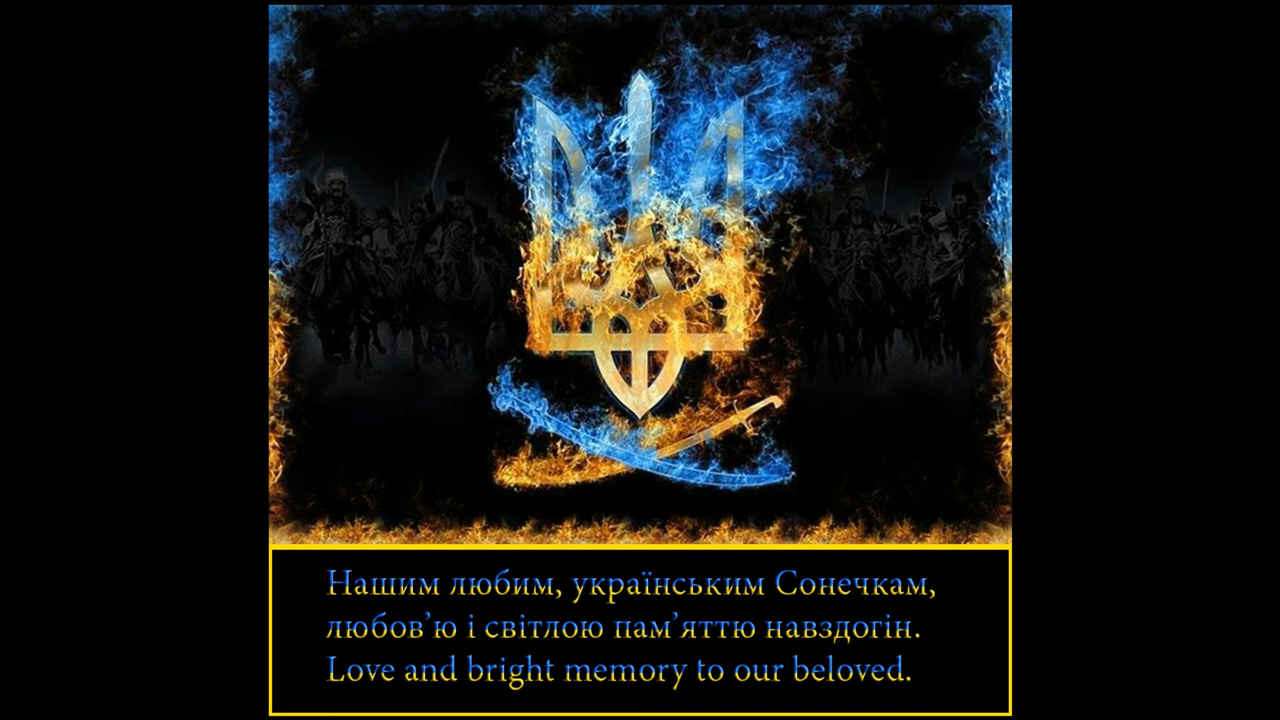 Нашим любим, українським Сонечкам,
любов’ю і світлою пам’яттю навздогін.
Love and bright memory to our beloved.